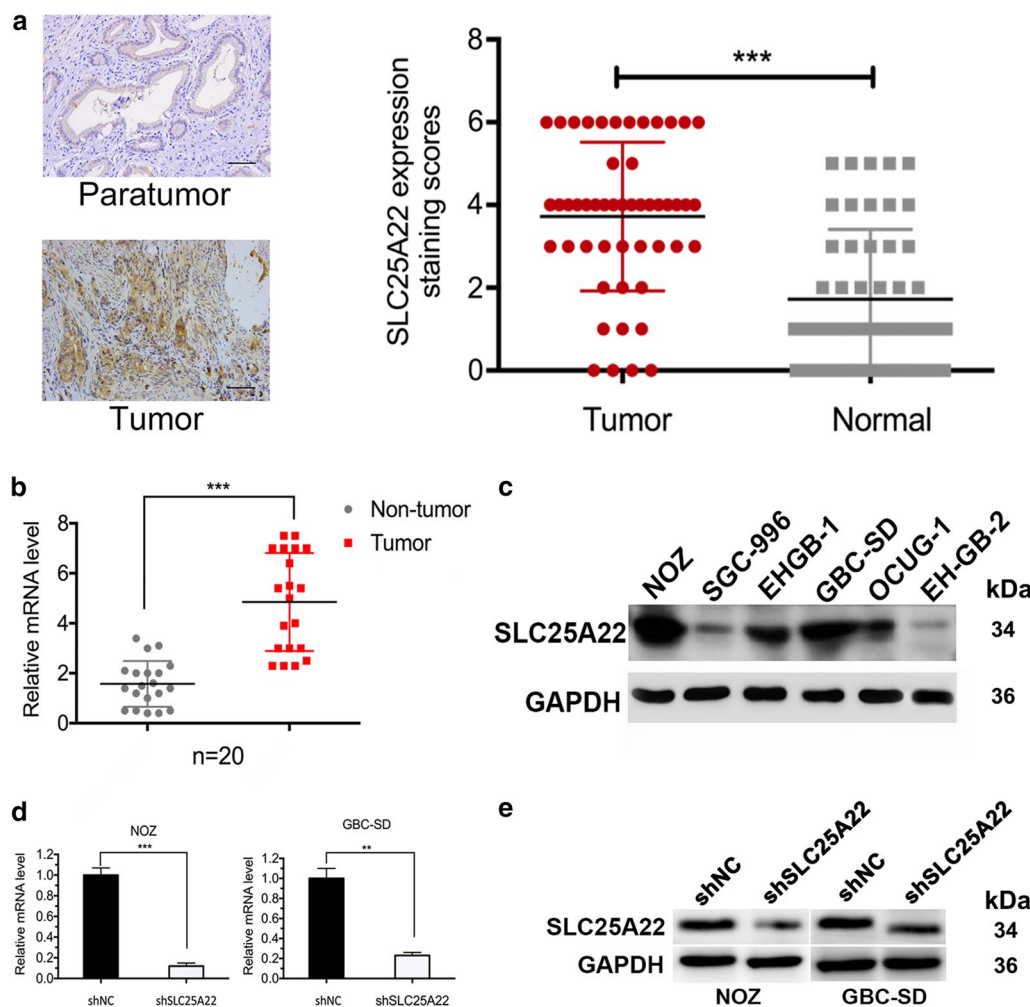 a
Paratumor
Tumor
SLC25A22 expression
staining scores
8
6
4
2
0
***
Tumor
Normal
b
Relative mRNA level
8
6
4
2
0
***
n=20
Non-tumor
Tumor
c
NOZ
SGC-996
EHGB-1
GBC-SD
OCUG-1
EH-GB-2
kDa
SLC25A22
34
GAPDH
36
d
NOZ
Relative mRNA level
1.2
1.0
0.8
0.6
0.4
0.2
0.0
***
shNC
shSLC25A22
GBC-SD
Relative mRNA level
1.2
1.0
0.8
0.6
0.4
0.2
0.0
**
shNC
shSLC25A22
e
shNC
shSLC25A22
shNC
shSLC25A22
kDa
SLC25A22
34
GAPDH
36
NOZ
GBC-SD